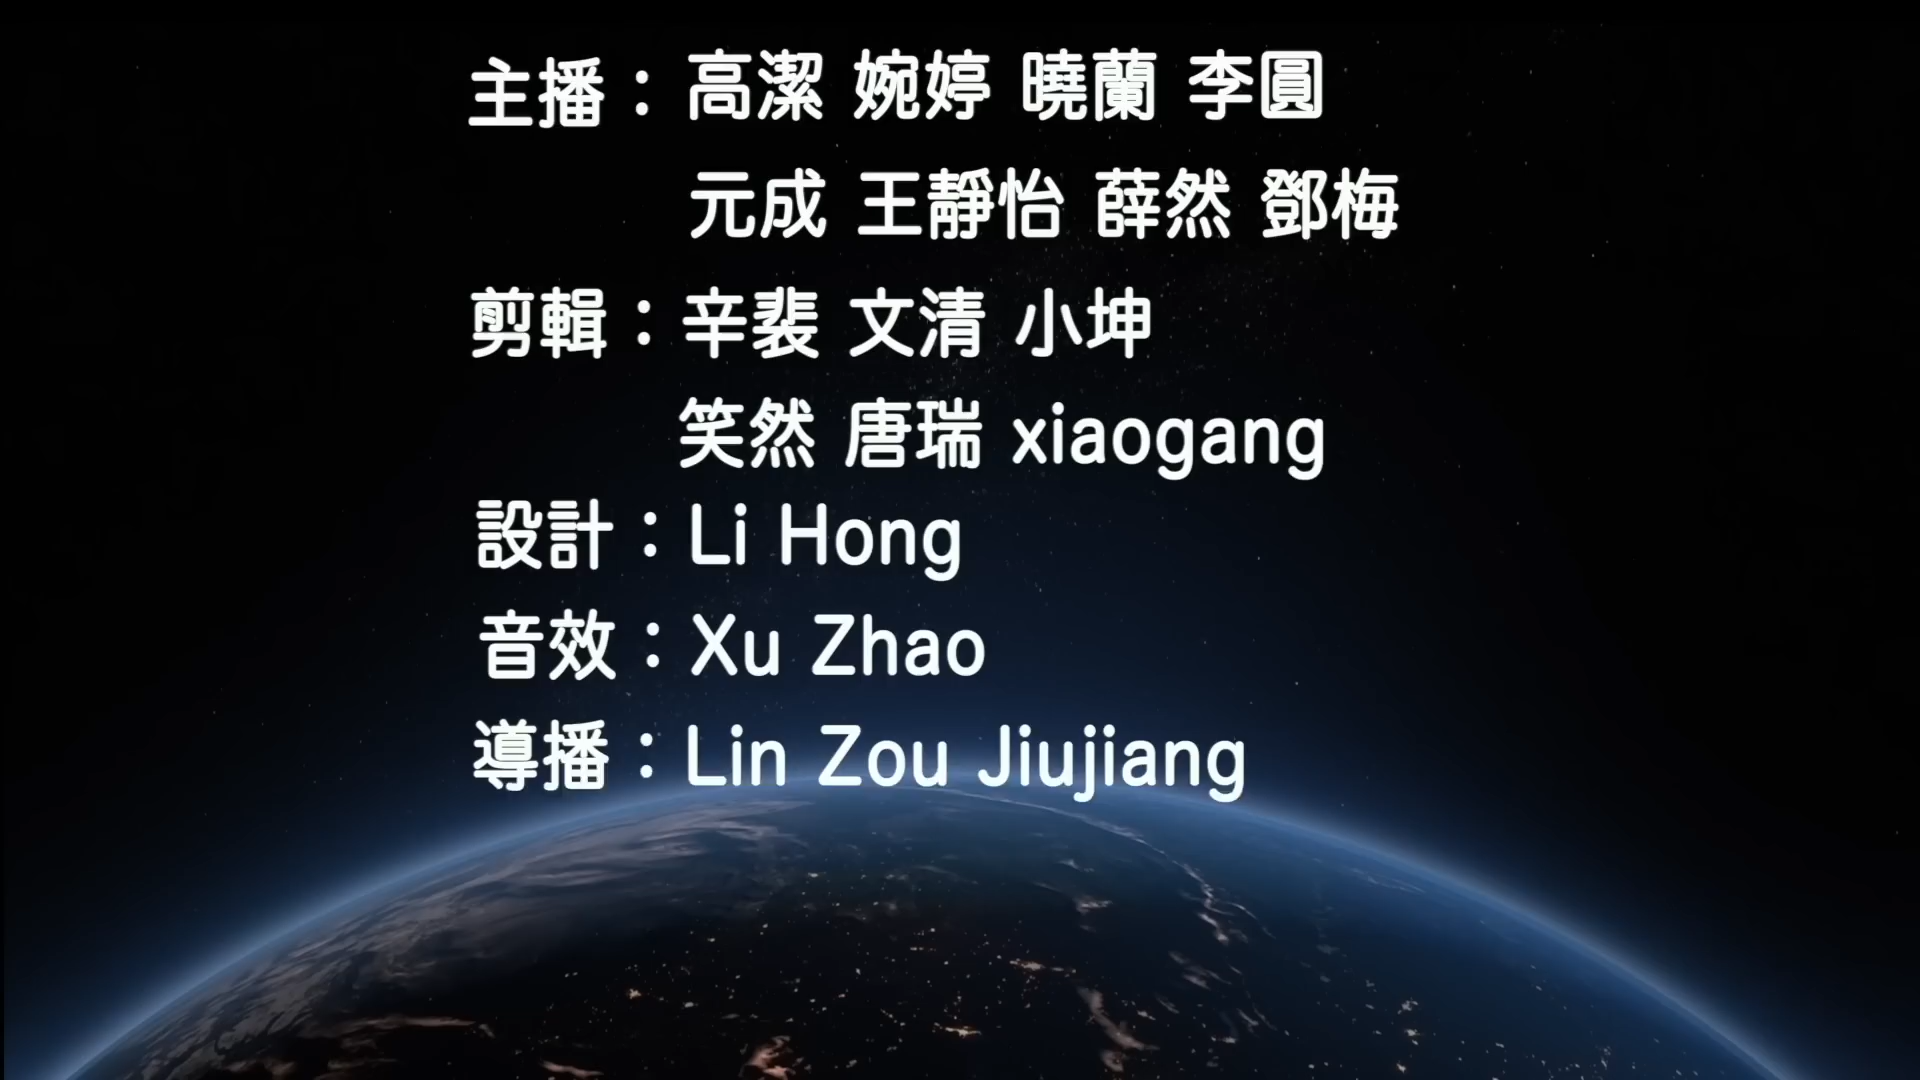 主播：高潔 婉婷 曉蘭 李圓
元成 王靜怡 薛然 鄧梅
剪輯：辛裴 文清 小坤
笑然 唐瑞 xiaogang
設計：Li Hong
音效：Xu Zhao
導播：Lin Zou Jiujiang